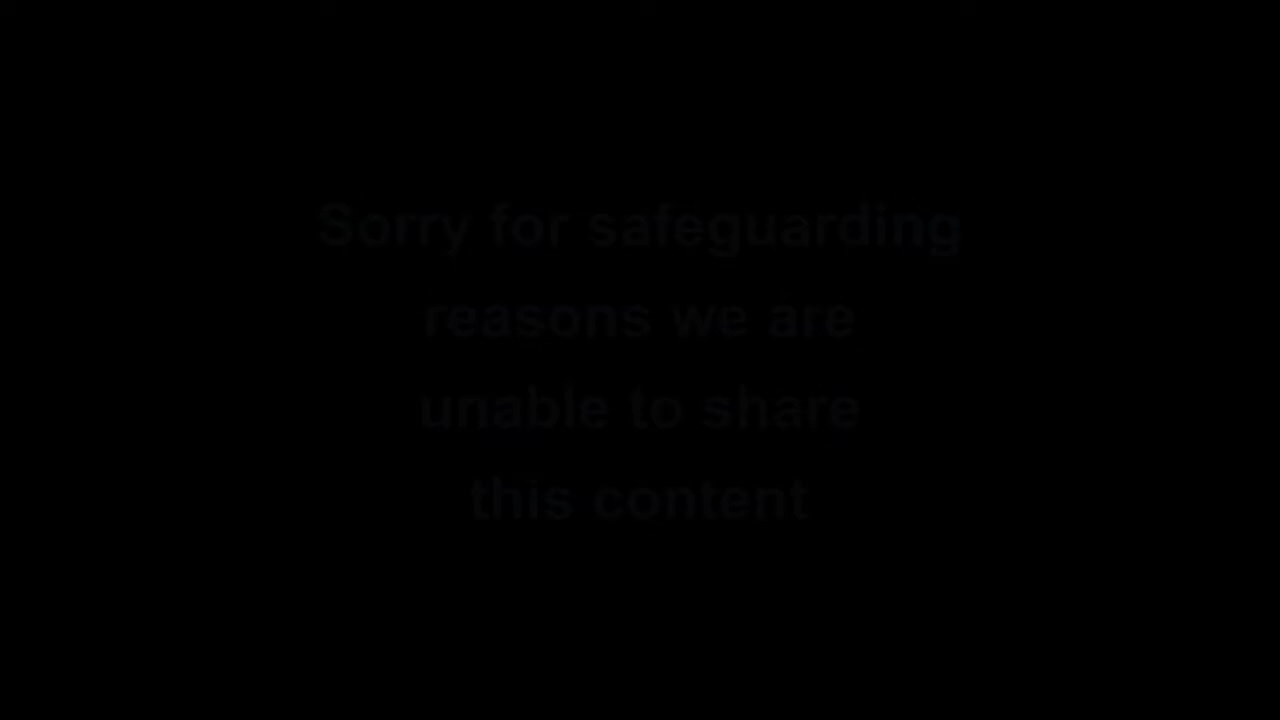 Sorry for safeguarding
reasons we are
unable to share
this content